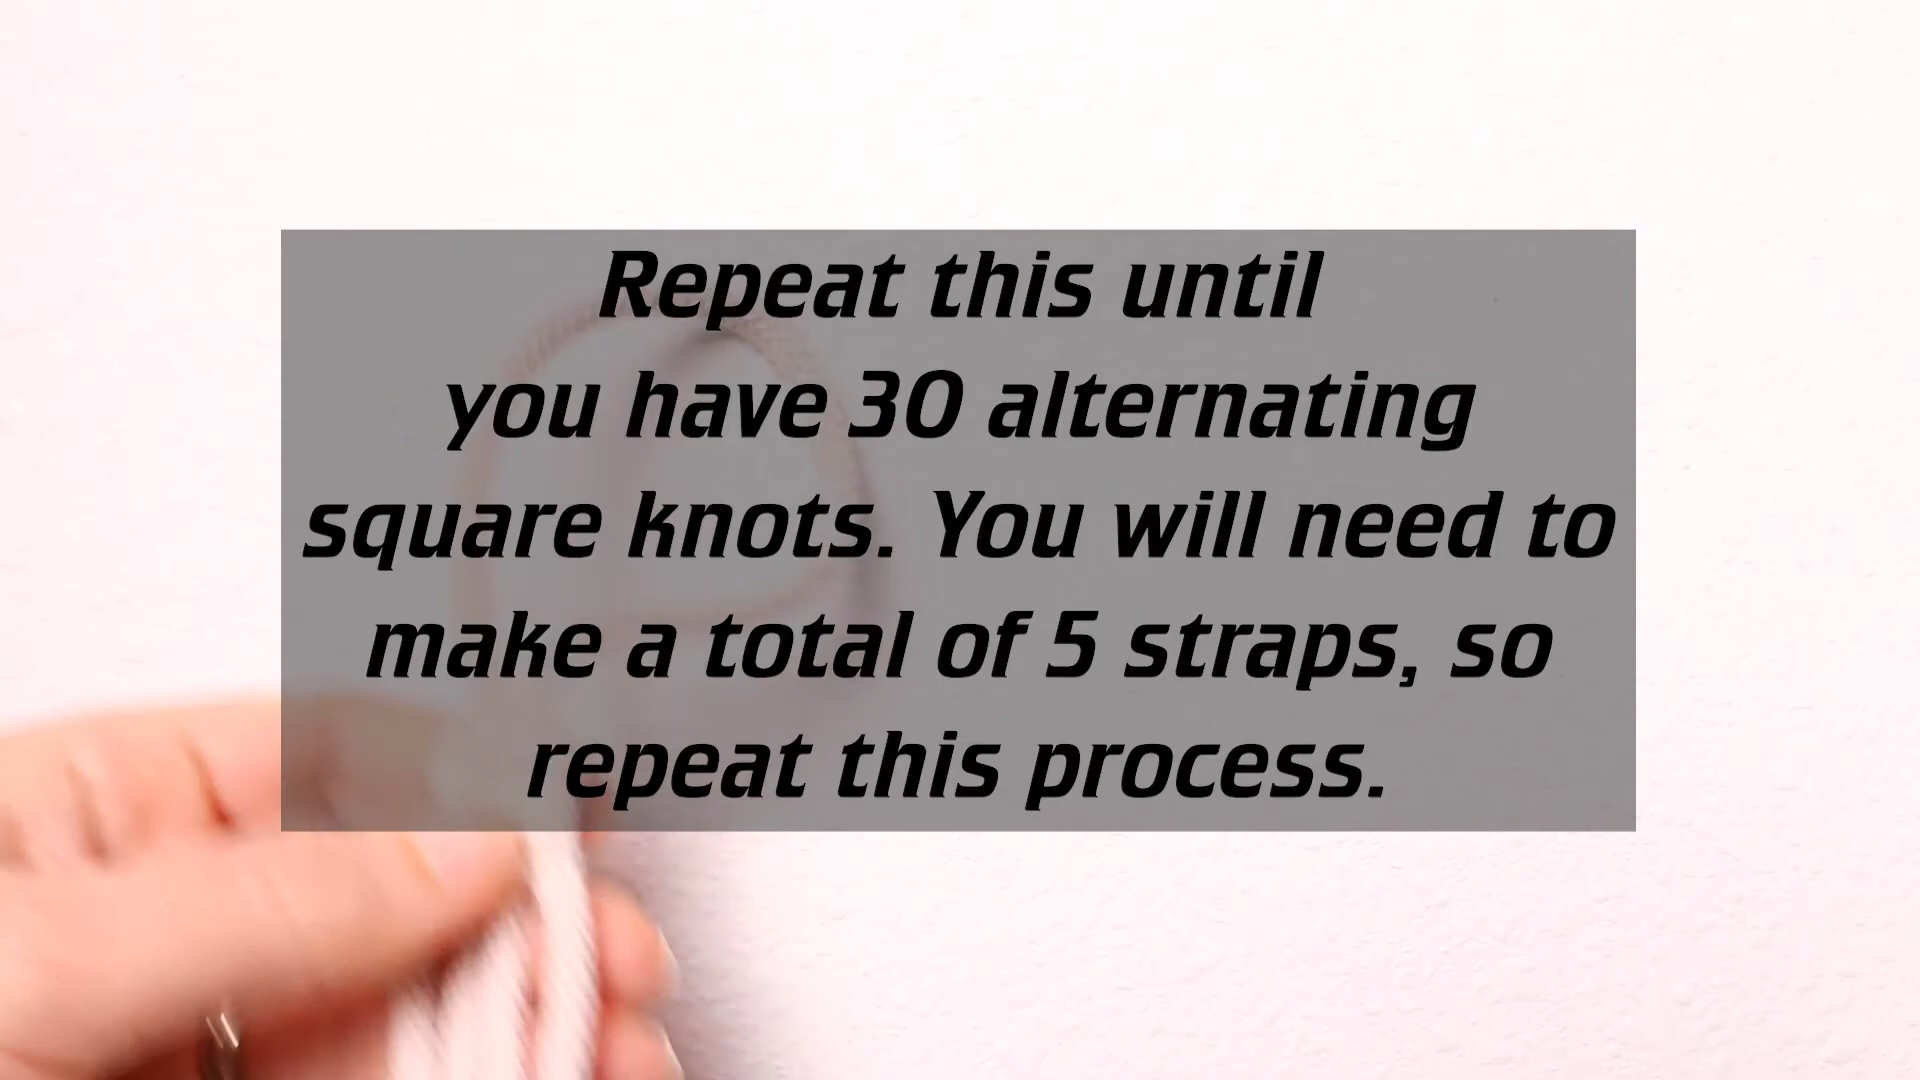 Repeat this until
you have 30 alternating
square knots. You will need to
make a total of 5 straps, so
repeat this process.